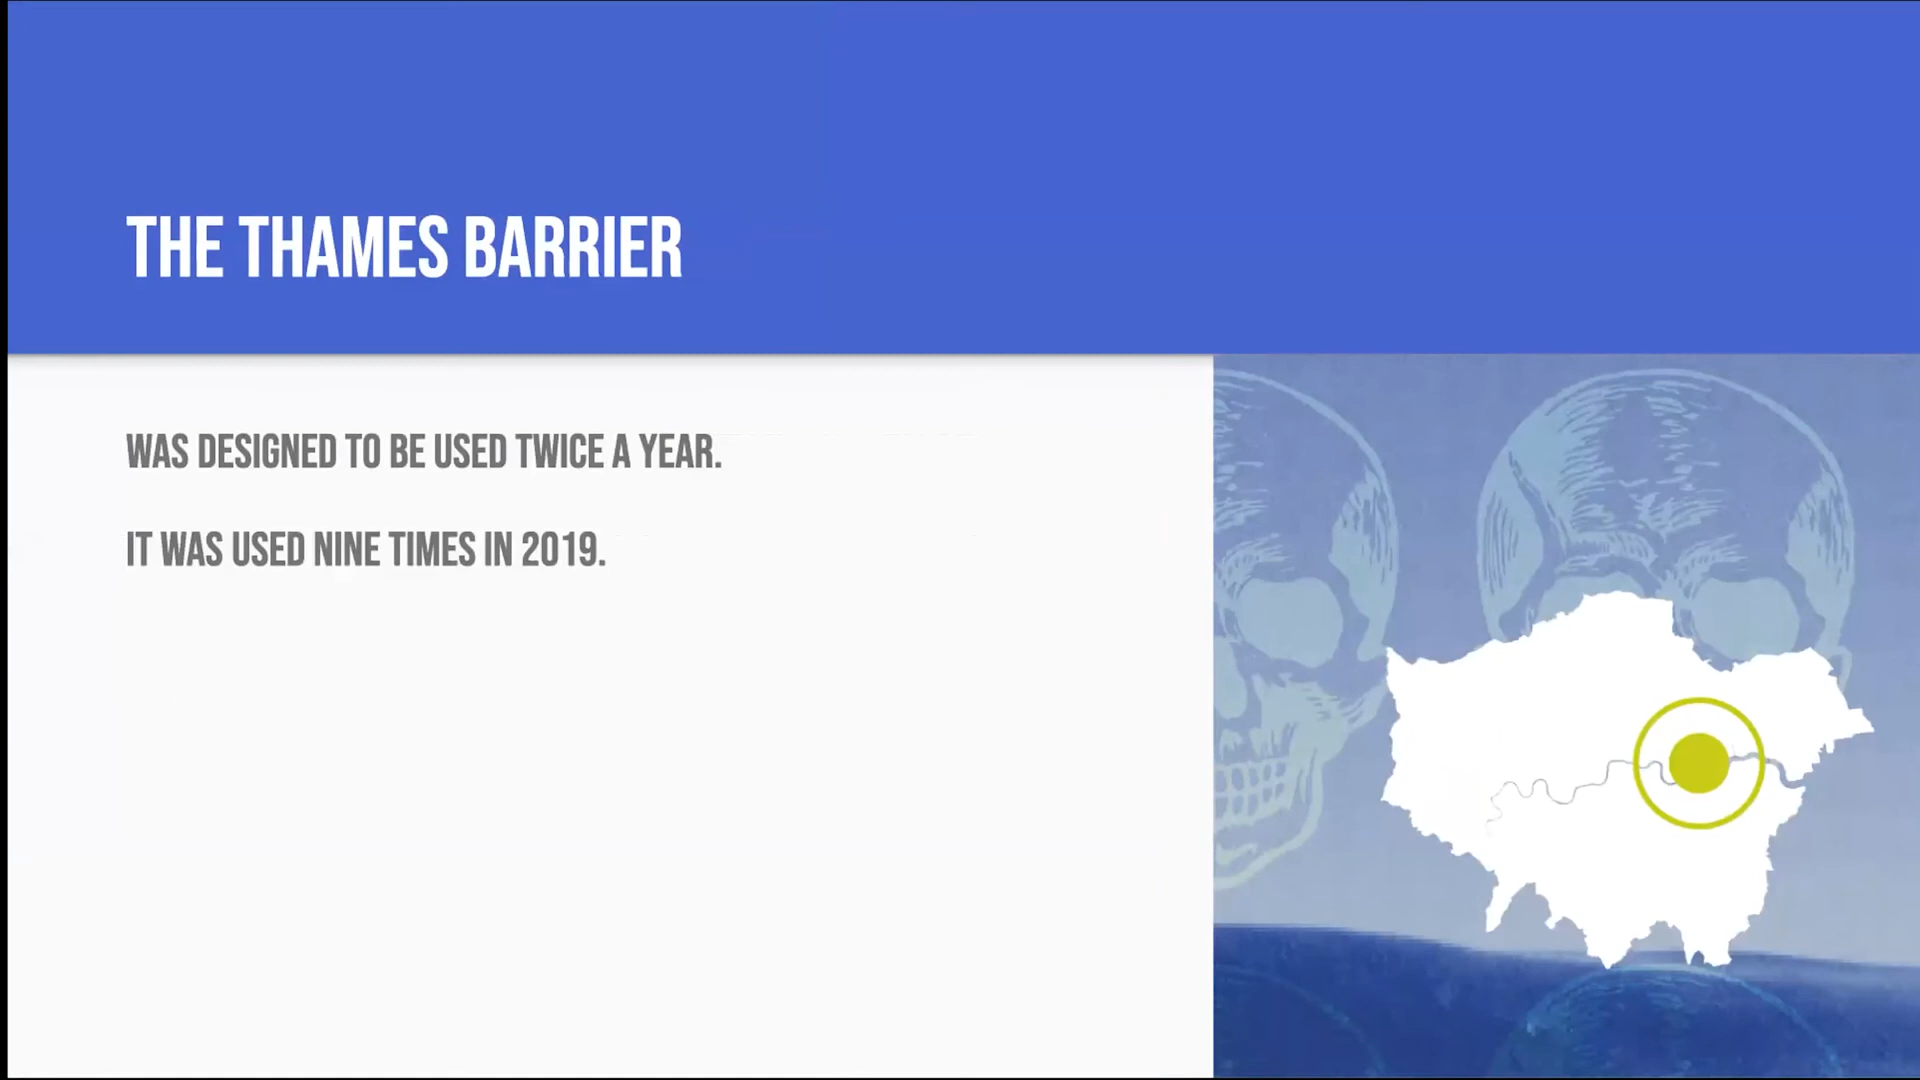 THE THAMES BARRIER
WAS DESIGNED TO BE USED TWICE A YEAR.
IT WAS USED NINE TIMES IN 2019.